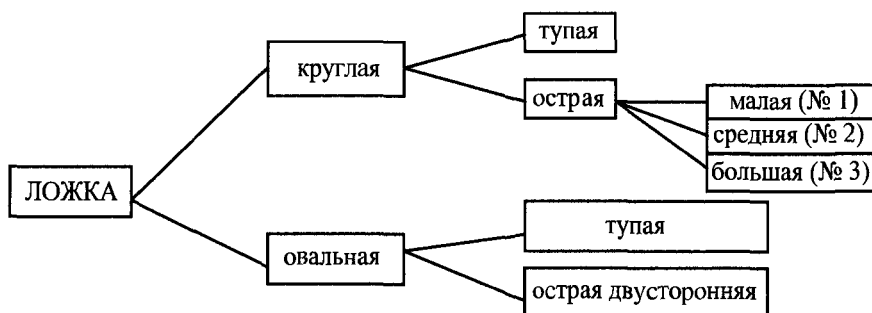 тупая
круглая
острая
малая (№ 1)
средняя (№ 2)
большая (№ 3)
ЛОЖКА
тупая
овальная
острая двусторонняя